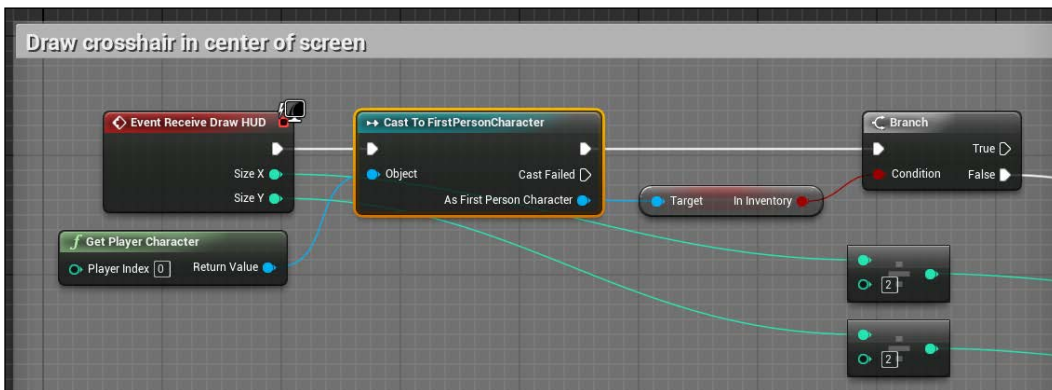 Draw crosshair in center of screen
Event Receive Draw HUD
Size X
Size Y
Cast To FirstPersonCharacter
Object
Cast Failed
As First Person Character
Branch
True
Condition
False
Target In Inventory
f Get Player Character
Player Index 0 Return Value
2
2